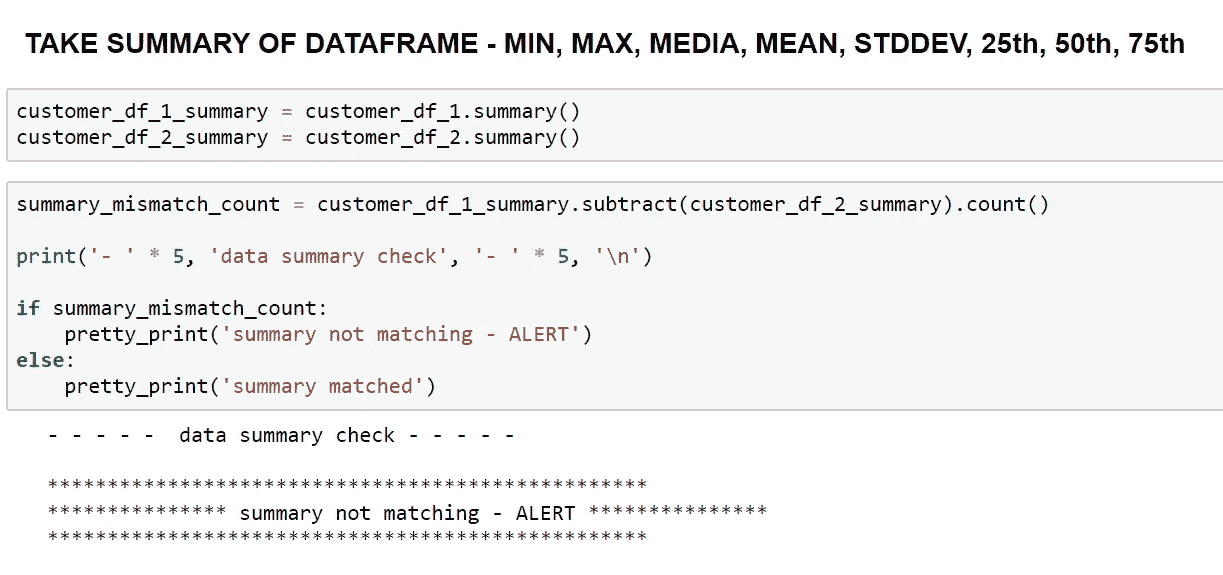 TAKE SUMMARY OF DATAFRAME - MIN, MAX, MEDIA, MEAN, STDDEV, 25th, 50th, 75th
customer_df_1_summary = customer_df_1.summary()
customer_df_2_summary = customer_df_2.summary()
summary_mismatch_count = customer_df_1_summary.subtract(customer_df_2_summary).count()
print('- ' * 5, 'data summary check', '- ' * 5, '\n')
if summary_mismatch_count:
    pretty_print('summary not matching - ALERT')
else:
    pretty_print('summary matched')
- - - - -  data summary check - - - - -
**************************************************
*************** summary not matching - ALERT ***************
**************************************************